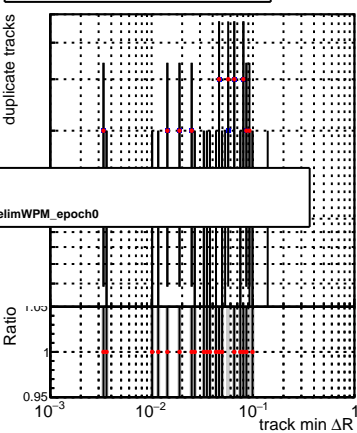 duplicate tracks
elimWPM_epoch0
Ratio
1.05
1
0.95
10−3
10−2
10−1
1
track min ΔR